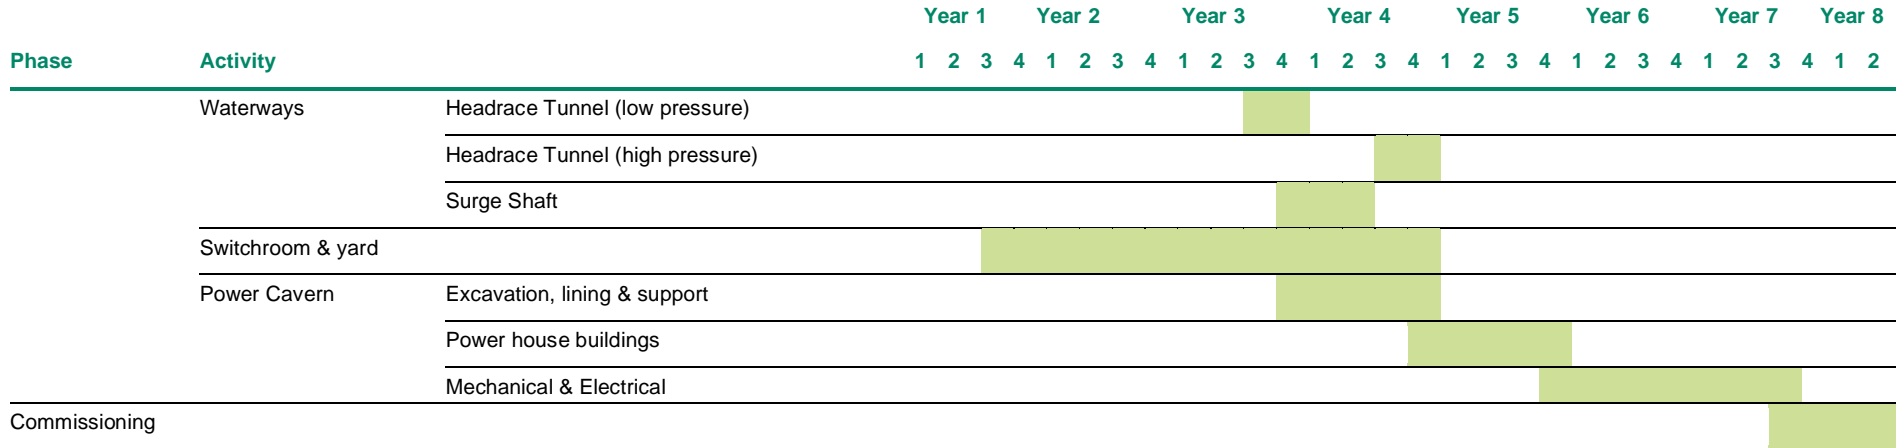 Year 1 Year 2 Year 3 Year 4 Year 5 Year 6 Year 7 Year 8
Phase Activity 1 2 3 4 1 2 3 4 1 2 3 4 1 2 3 4 1 2 3 4 1 2 3 4 1 2 3 4 1 2
Waterways Headrace Tunnel (low pressure)
Headrace Tunnel (high pressure)
Surge Shaft
Switchroom & yard
Power Cavern Excavation, lining & support
Power house buildings
Mechanical & Electrical
Commissioning